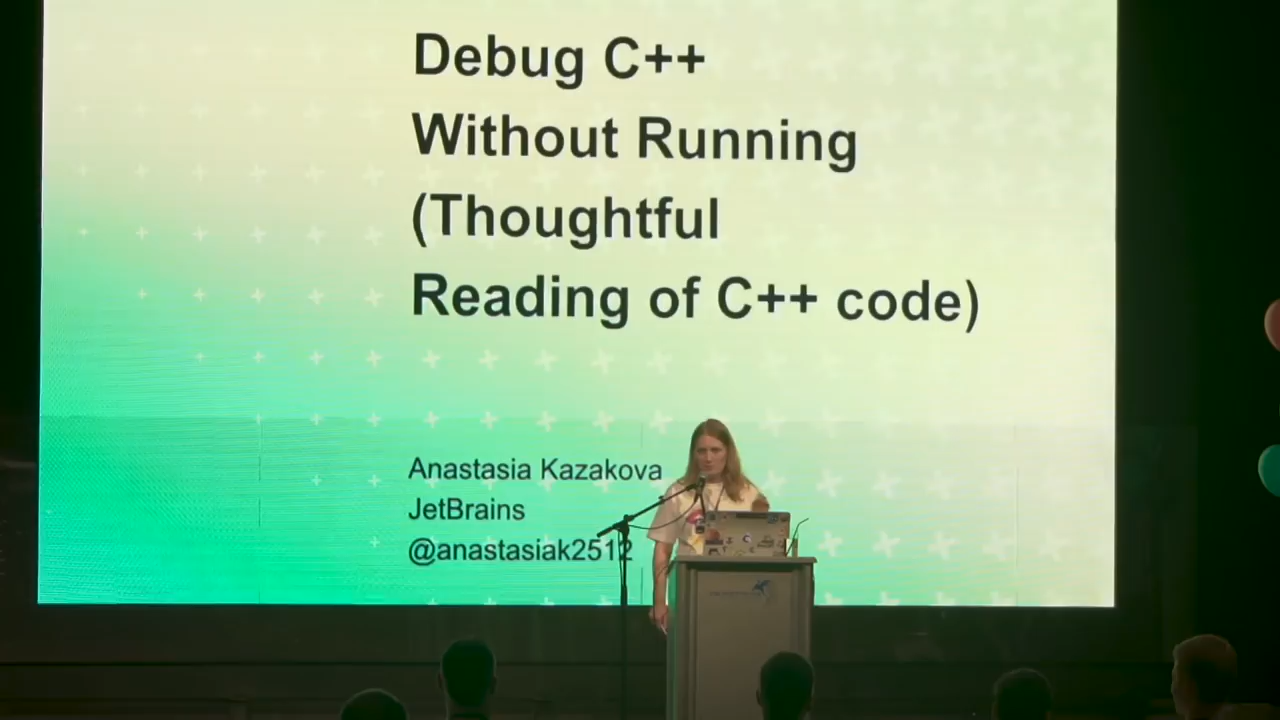 Debug C++
Without Running
(Thoughtful
Reading of C++ code)
Anastasia Kazakova
JetBrains
@anastasiak2512